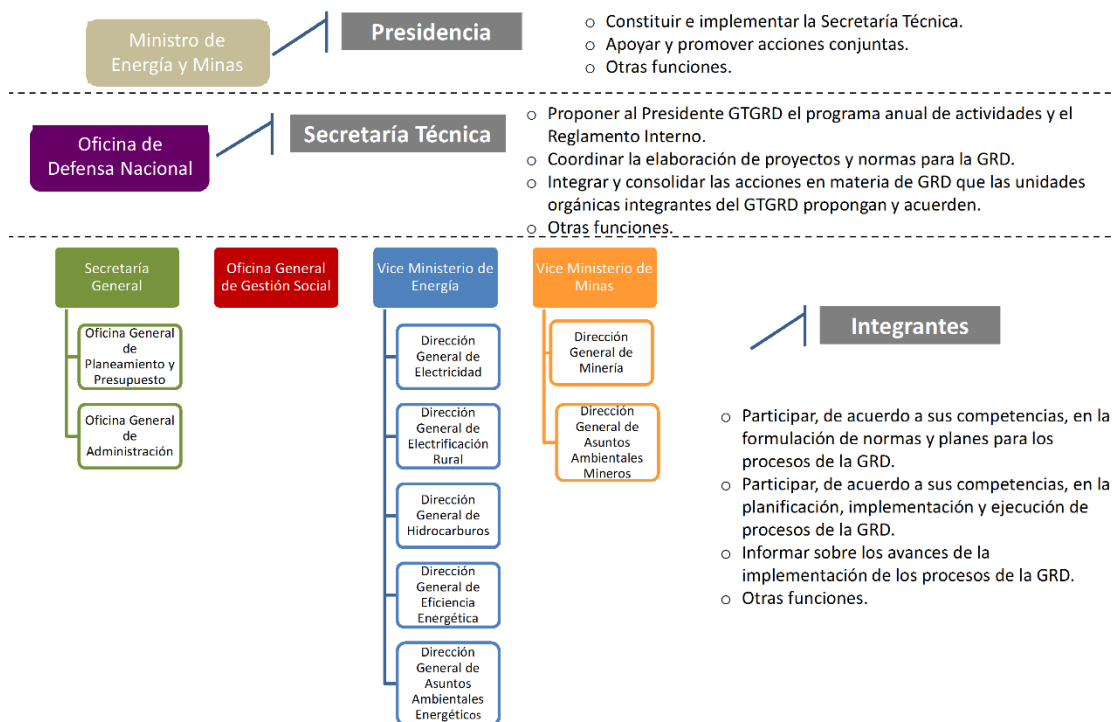 Ministro de
Energía y Minas
Presidencia
o Constituir e implementar la Secretaría Técnica.
o Apoyar y promover acciones conjuntas.
o Otras funciones.
Oficina de
Defensa Nacional
Secretaría Técnica
o Proponer al Presidente GTGRD el programa anual de actividades y el
Reglamento Interno.
o Coordinar la elaboración de proyectos y normas para la GRD.
o Integrar y consolidar las acciones en materia de GRD que las unidades
orgánicas integrantes del GTGRD propongan y acuerden.
o Otras funciones.
Secretaría
General
Oficina General
de
Planeamiento y
Presupuesto
Oficina General
de
Administración
Oficina General
de Gestión Social
Vice Ministerio de
Energía
Dirección
General de
Electricidad
Dirección
General de
Electrificación
Rural
Dirección
General de
Hidrocarburos
Dirección
General de
Eficiencia
Energética
Dirección
General de
Asuntos
Ambientales
Energéticos
Vice Ministerio de
Minas
Dirección
General de
Minería
Dirección
General de
Asuntos
Ambientales
Mineros
Integrantes
o Participar, de acuerdo a sus competencias, en la
formulación de normas y planes para los
procesos de la GRD.
o Participar, de acuerdo a sus competencias, en la
planificación, implementación y ejecución de
procesos de la GRD.
o Informar sobre los avances de la
implementación de los procesos de la GRD.
o Otras funciones.